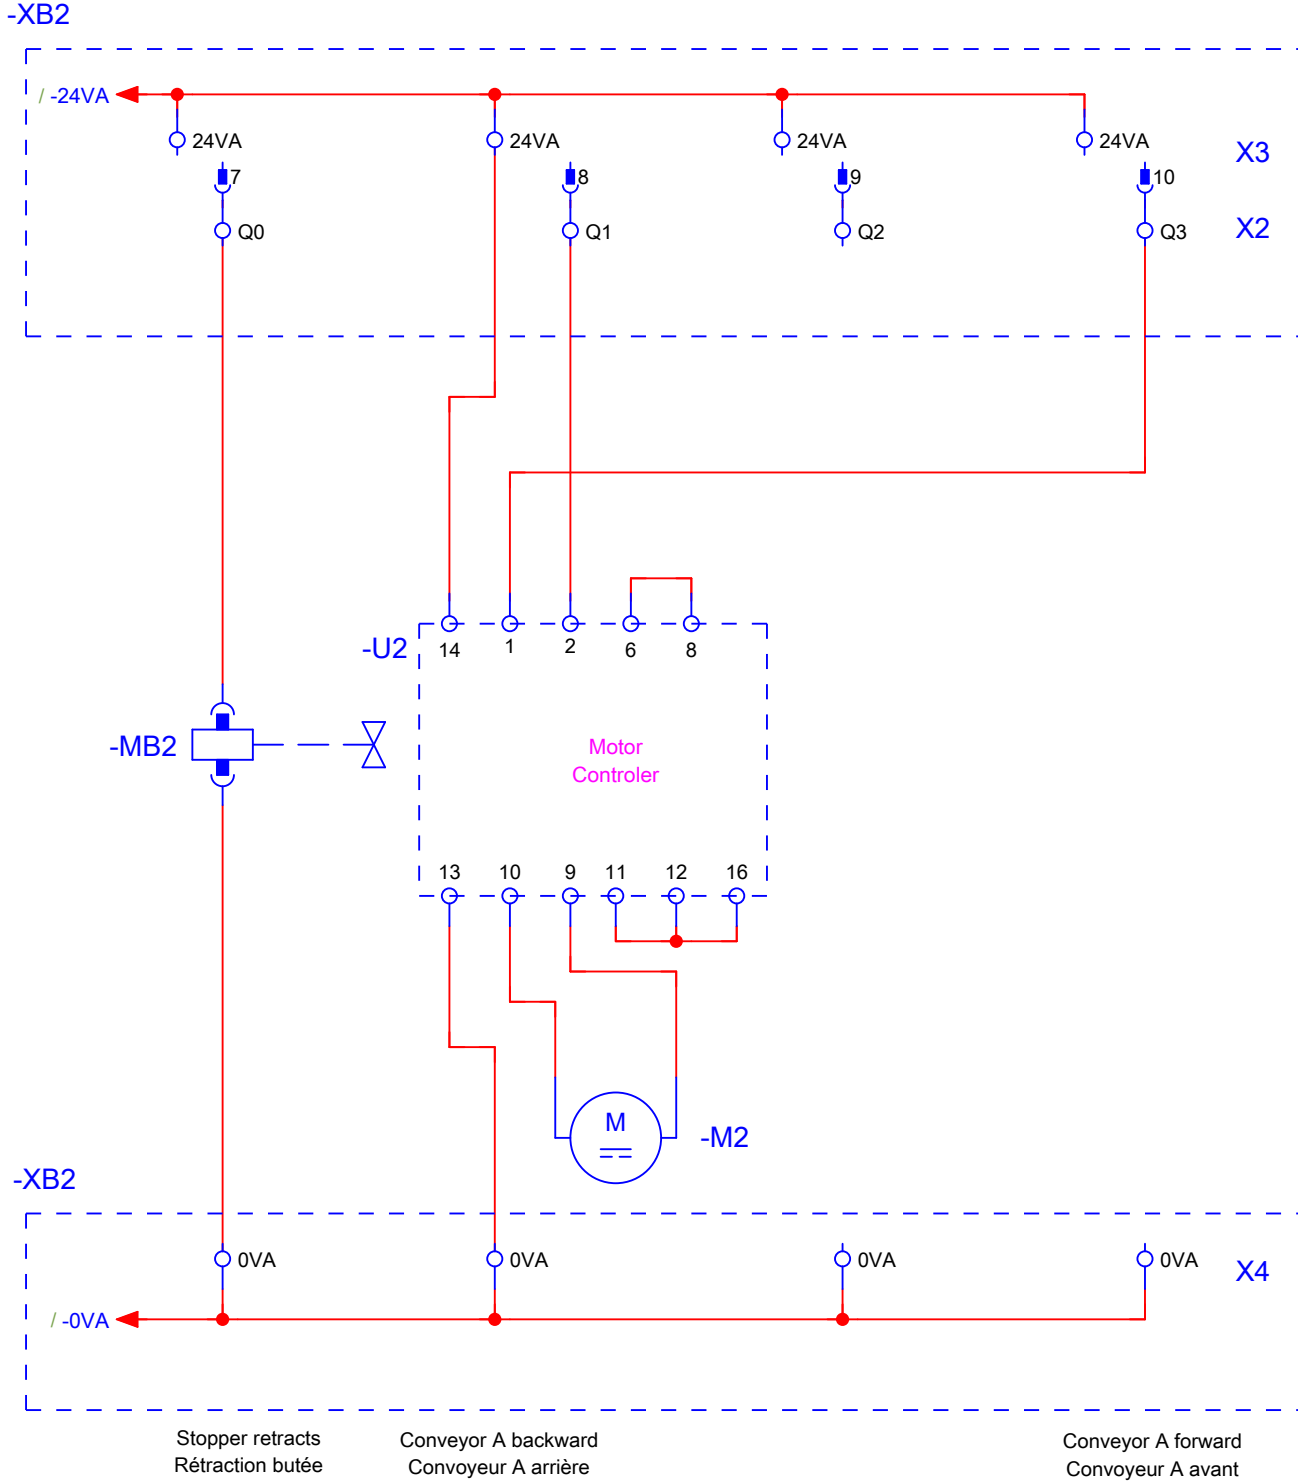 -XB2
/ -24VA
24VA 24VA 24VA 24VA
X3
7 8 9 10
Q0 Q1 Q2 Q3
X2
-U2
14 1 2 6 8
-MB2
Motor
Controler
13 10 9 11 12 16
M
-M2
-XB2
0VA 0VA 0VA
X4
/ -0VA
Stopper retracts
Rétraction butée
Conveyor A backward
Convoyeur A arrière
Conveyor A forward
Convoyeur A avant